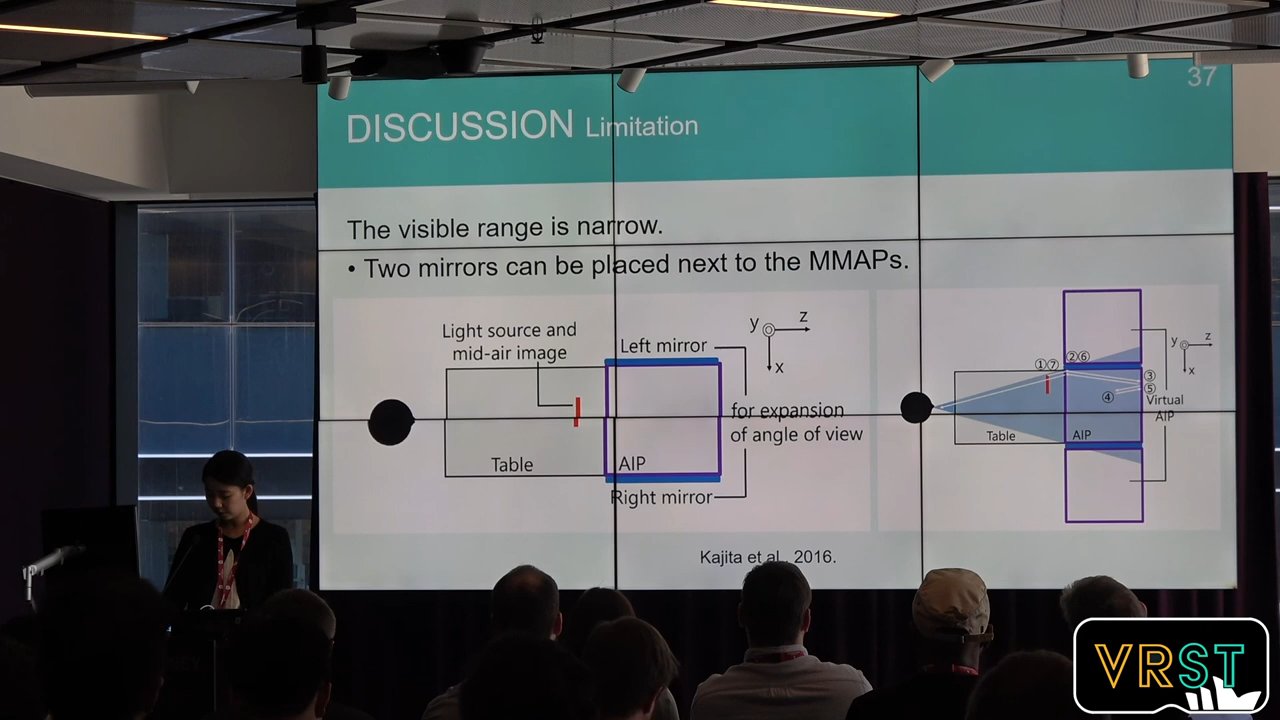 37
DISCUSSION Limitation
The visible range is narrow.
• Two mirrors can be placed next to the MMAPs.
Light source and
mid-air image
Left mirror
y
z
x
for expansion
of angle of view
Table
AIP
Right mirror
y
z
x
①⑦
②⑥
③
⑤
④
Virtual
AIP
Table
AIP
Kajita et al., 2016.
VRST